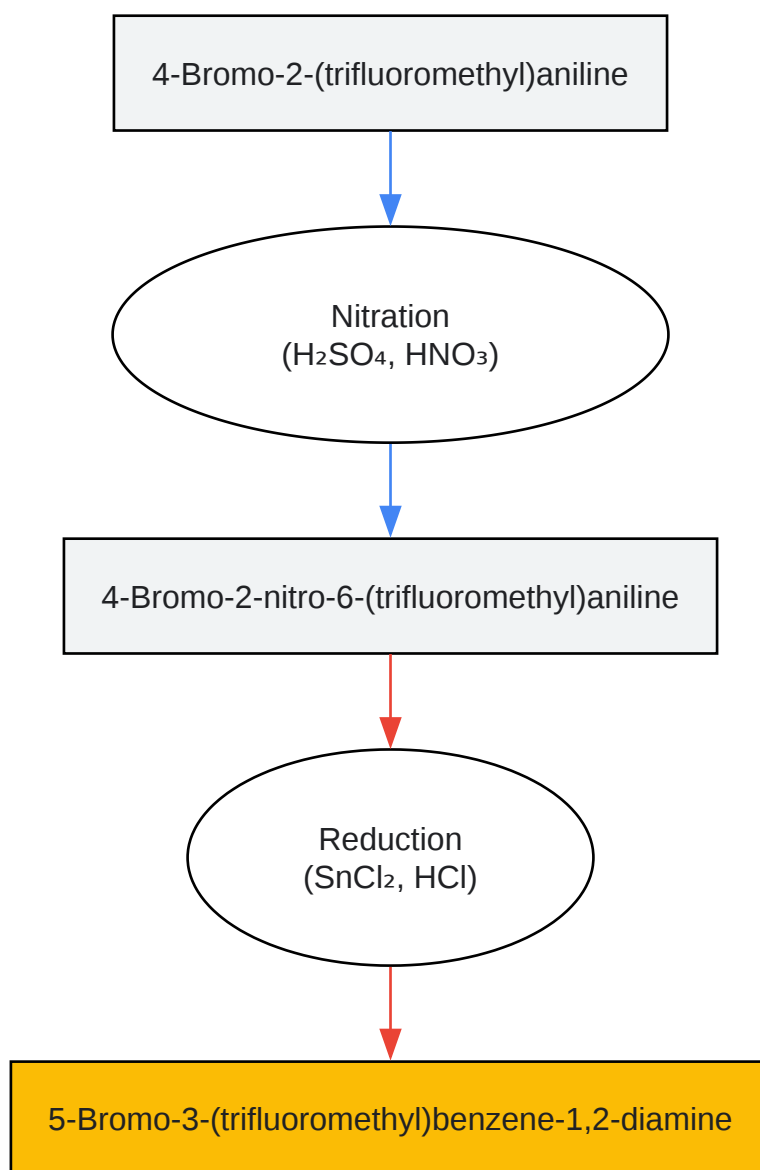 4-Bromo-2-(trifluoromethyl)aniline
Nitration
(H₂SO₄, HNO₃)
4-Bromo-2-nitro-6-(trifluoromethyl)aniline
Reduction
(SnCl₂, HCl)
5-Bromo-3-(trifluoromethyl)benzene-1,2-diamine